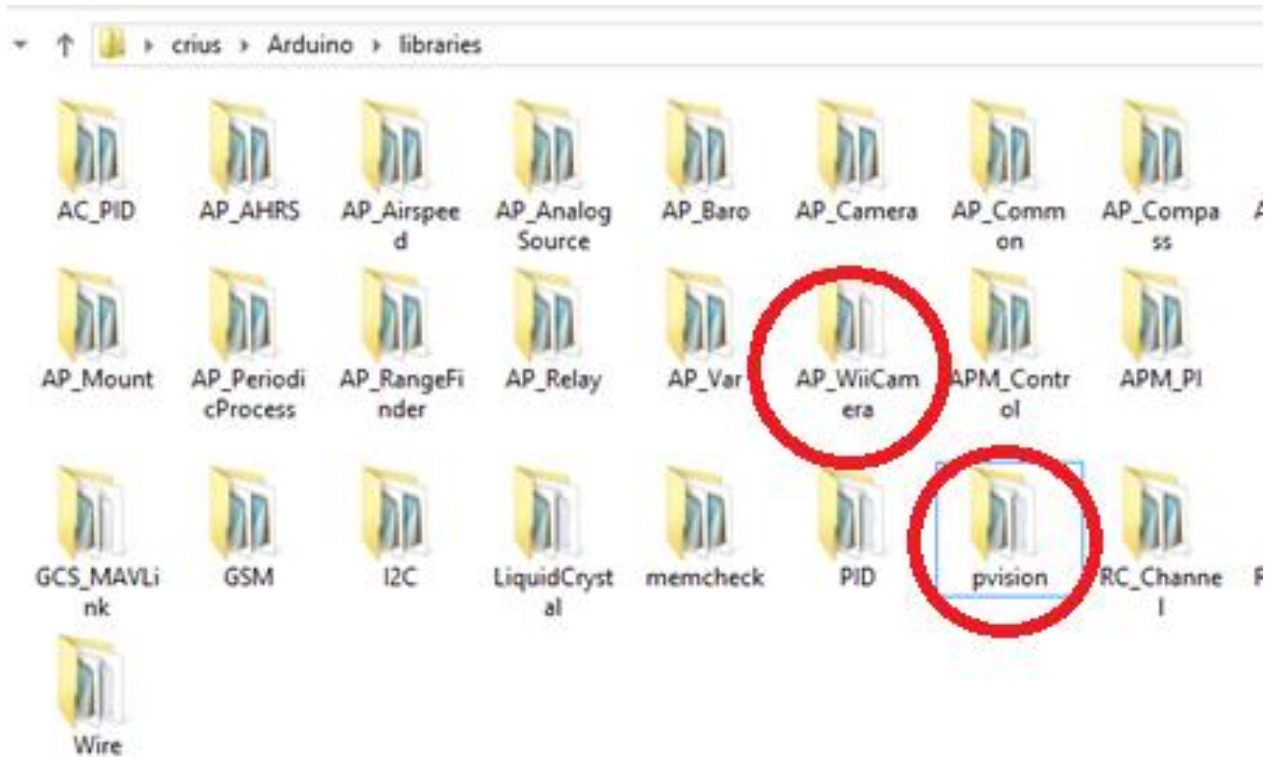 crius Arduino libraries
AC_PID AP_AHRS AP_Airspee AP_Analog AP_Baro AP_Camera AP_Comm AP_Compa
d Source on ss
AP_Mount AP_Periodi AP_RangeFi AP_Relay AP_Var AP_WiiCam APM_Contr APM_PI
cProcess nder era ol
GCS_MAVLi GSM I2C LiquidCryst memcheck PID pvision RC_Channe
nk al l
Wire